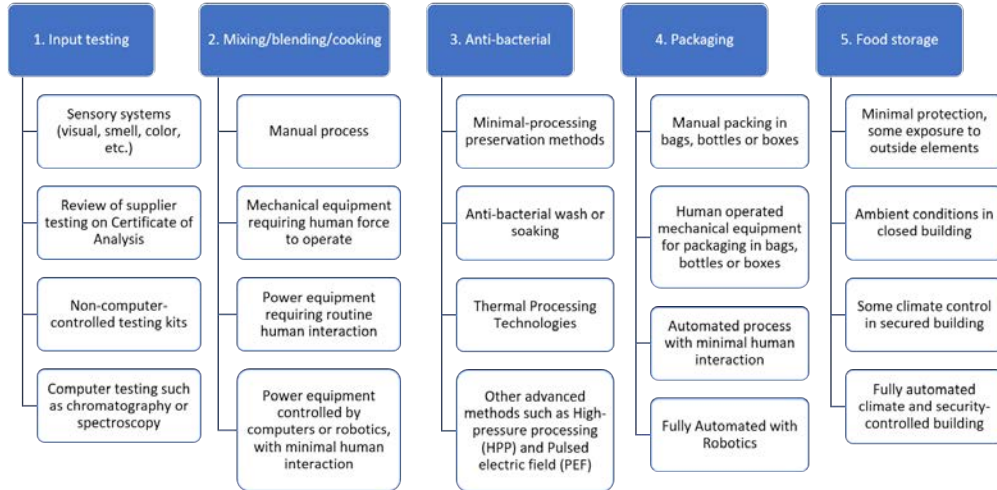 1. Input testing
Sensory systems
(visual, smell, color,
etc.)
Review of supplier
testing on Certificate of
Analysis
Non-computer-
controlled testing kits
Computer testing such
as chromatography or
spectroscopy
2. Mixing/blending/cooking
Manual process
Mechanical equipment
requiring human force
to operate
Power equipment
requiring routine
human interaction
Power equipment
controlled by
computers or robotics,
with minimal human
interaction
3. Anti-bacterial
Minimal-processing
preservation methods
Anti-bacterial wash or
soaking
Thermal Processing
Technologies
Other advanced
methods such as High-
pressure processing
(HPP) and Pulsed
electric field (PEF)
4. Packaging
Manual packing in
bags, bottles or boxes
Human operated
mechanical equipment
for packaging in bags,
bottles or boxes
Automated process
with minimal human
interaction
Fully Automated with
Robotics
5. Food storage
Minimal protection,
some exposure to
outside elements
Ambient conditions in
closed building
Some climate control
in secured building
Fully automated
climate and security-
controlled building